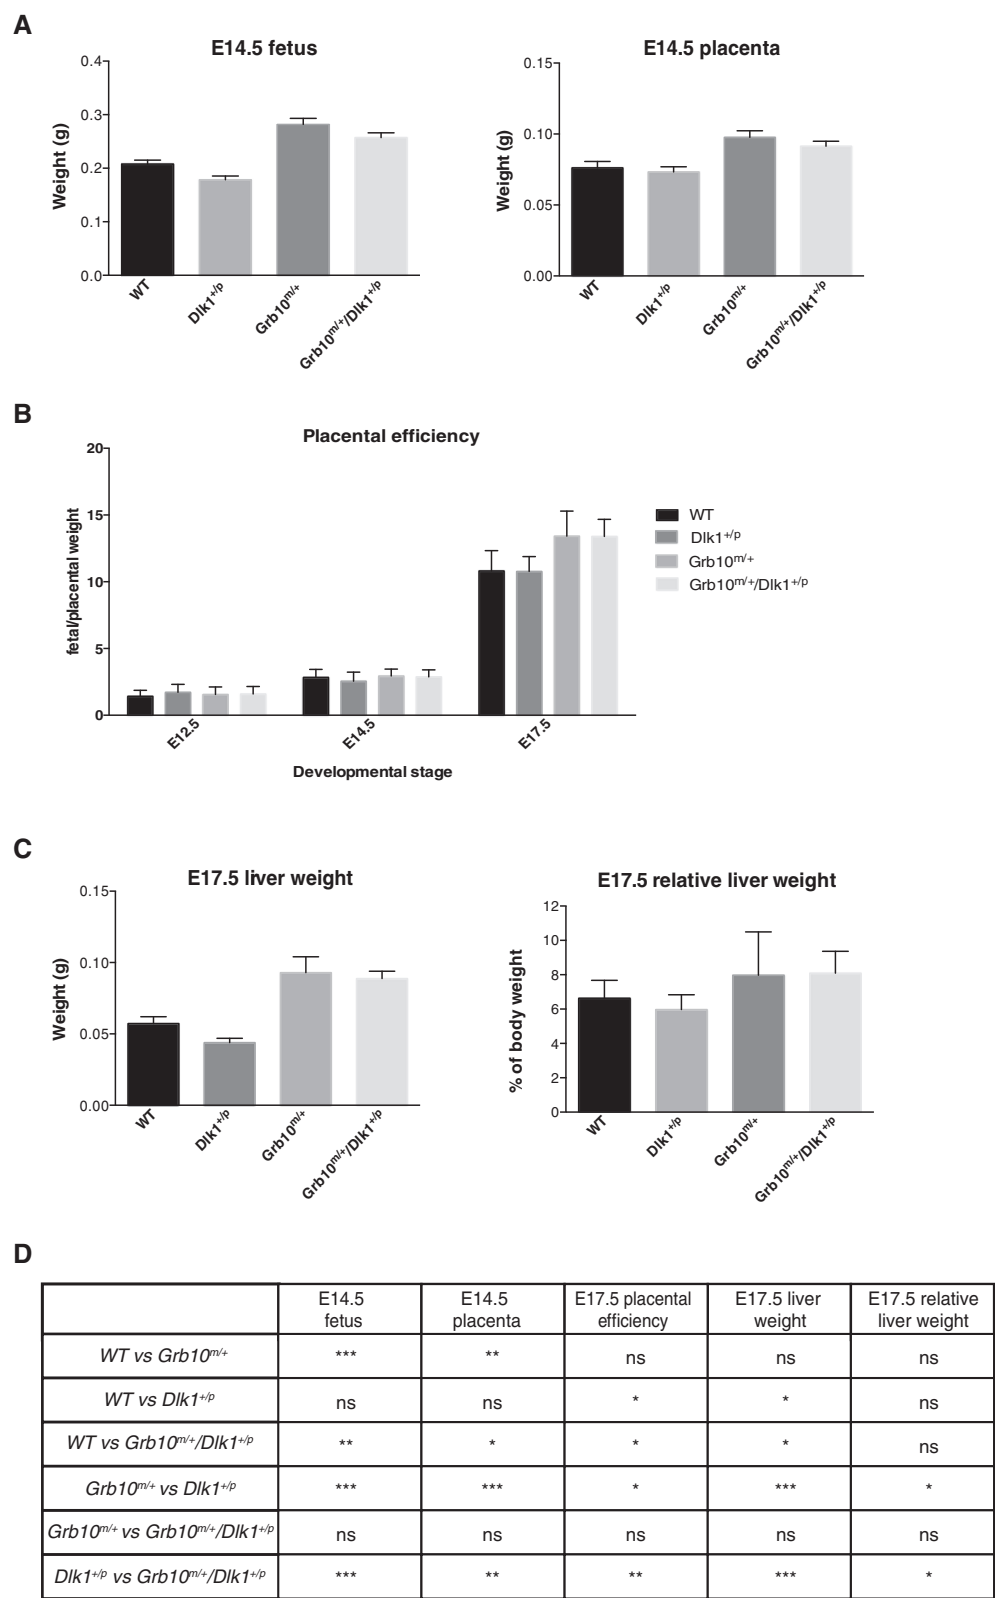 A
E14.5 fetus
0.4
0.3
0.2
0.1
0.0
Weight (g)
WT
Dlk1+/p
Grb10m/+
Grb10m/+/Dlk1+/p
E14.5 placenta
0.15
0.10
0.05
0.00
Weight (g)
WT
Dlk1+/p
Grb10m/+
Grb10m/+/Dlk1+/p
B
Placental efficiency
20
15
10
5
0
fetal/placental weight
E12.5
E14.5
E17.5
Developmental stage
WT
Dlk1+/p
Grb10m/+
Grb10m/+/Dlk1+/p
C
E17.5 liver weight
0.15
0.10
0.05
0.00
Weight (g)
WT
Dlk1+/p
Grb10m/+
Grb10m/+/Dlk1+/p
E17.5 relative liver weight
12
10
8
6
4
2
0
% of body weight
WT
Dlk1+/p
Grb10m/+
Grb10m/+/Dlk1+/p
D
E14.5 fetus E14.5 placenta E17.5 placental efficiency E17.5 liver weight E17.5 relative liver weight
WT vs Grb10m/+ *** ** ns ns ns
WT vs Dlk1+/p ns ns * * ns
WT vs Grb10m/+/Dlk1+/p ** * * * ns
Grb10m/+ vs Dlk1+/p *** *** * *** *
Grb10m/+ vs Grb10m/+/Dlk1+/p ns ns ns ns ns
Dlk1+/p vs Grb10m/+/Dlk1+/p *** ** ** *** *